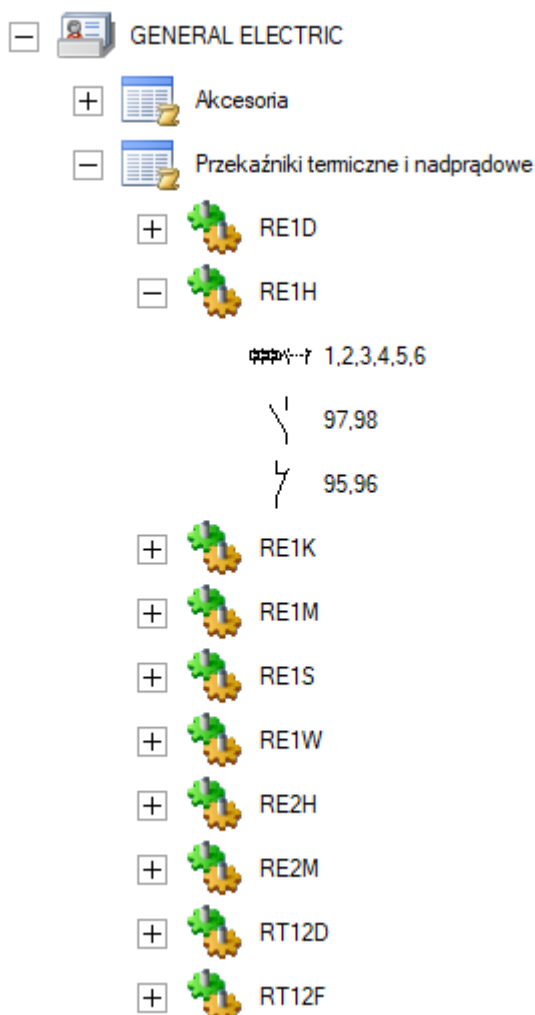 GENERAL ELECTRIC
Akcesoria
Przekaźniki termiczne i nadprądowe
RE1D
RE1H
1,2,3,4,5,6
97,98
95,96
RE1K
RE1M
RE1S
RE1W
RE2H
RE2M
RT12D
RT12F